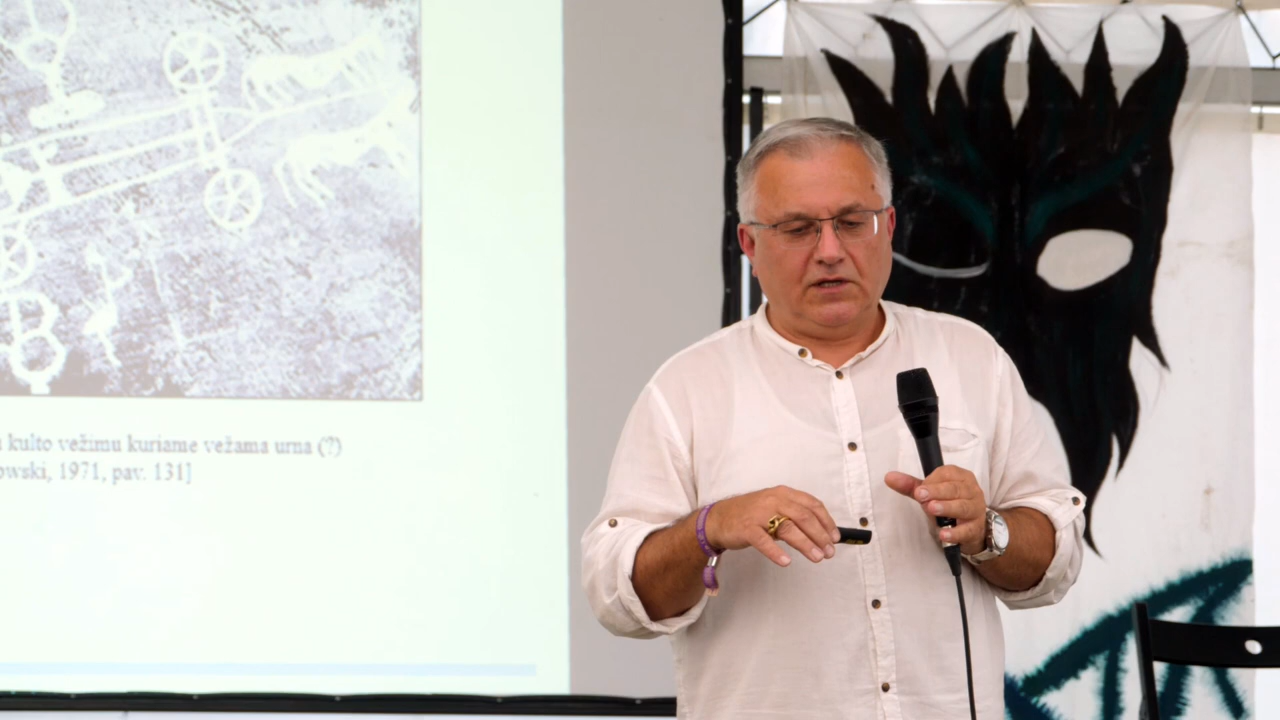 kulto vežimu kuriame vežama urna (?)
owski, 1971, pav. 131]